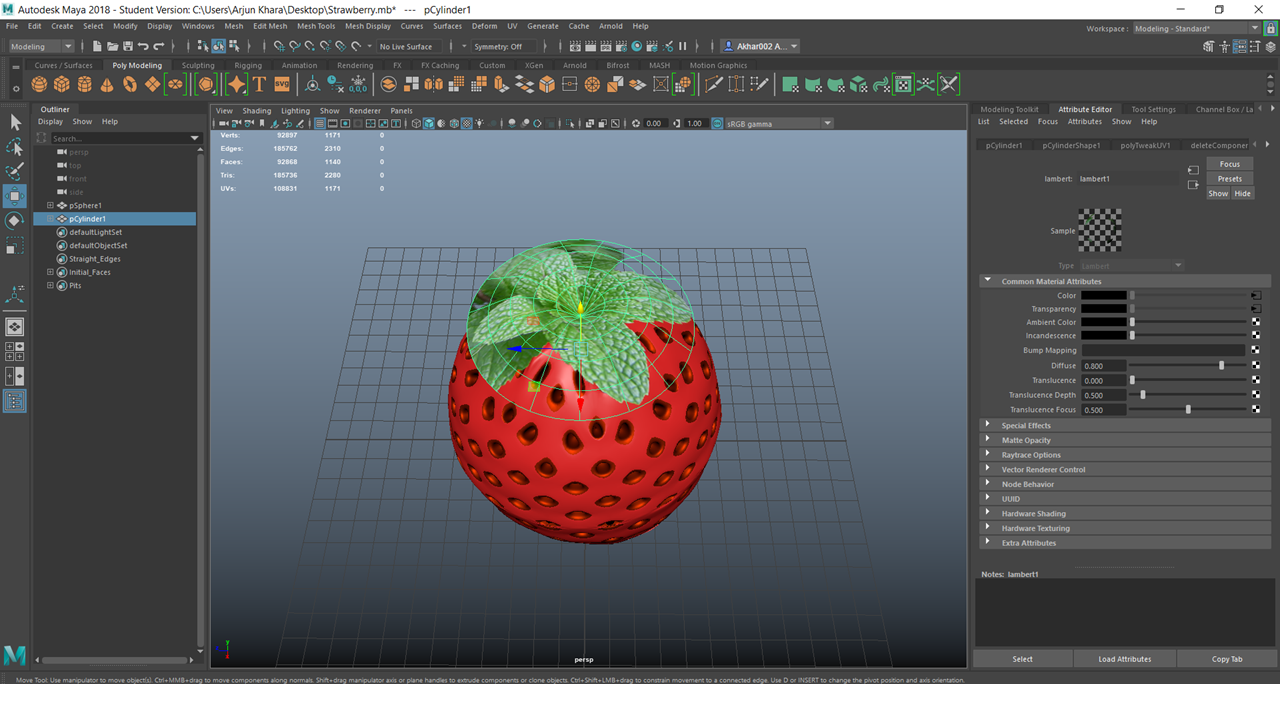 Autodesk Maya 2018 - Student Version: C:\Users\Arjun Khara\Desktop\Strawberry.mb* --- pCylinder1
File Edit Create Select Modify Display Windows Mesh Edit Mesh Mesh Tools Mesh Display Curves Surfaces Deform UV Generate Cache Arnold Help
Workspace : Modeling - Standard*
Modeling No Live Surface Symmetry: Off Akhar002 A...
Curves / Surfaces Poly Modeling Sculpting Rigging Animation Rendering FX FX Caching Custom XGen Arnold Bifrost MASH Motion Graphics
T SVG 0,0,0
Outliner
Display Show Help
Search...
persp
top
front
side
pSphere1
pCylinder1
defaultLightSet
defaultObjectSet
Straight_Edges
Initial_Faces
Pits
View Shading Lighting Show Renderer Panels
0.00 1.00 sRGB gamma
Verts: 92897 1171 0
Edges: 185762 2310 0
Faces: 92868 1140 0
Tris: 185736 2280 0
UVs: 108831 1171 0
persp
Modeling Toolkit Attribute Editor Tool Settings Channel Box / La
List Selected Focus Attributes Show Help
pCylinder1 pCylinderShape1 polyTweakUV1 deleteComponer
Focus
Presets
Show Hide
lambert: lambert1
Sample
Type Lambert
Common Material Attributes
Color
Transparency
Ambient Color
Incandescence
Bump Mapping
Diffuse 0.800
Translucence 0.000
Translucence Depth 0.500
Translucence Focus 0.500
Special Effects
Matte Opacity
Raytrace Options
Vector Renderer Control
Node Behavior
UUID
Hardware Shading
Hardware Texturing
Extra Attributes
Notes: lambert1
Select Load Attributes Copy Tab
Move Tool: Use manipulator to move object(s). Ctrl+MMB+drag to move components along normals. Shift+drag manipulator axis or plane handles to extrude components or clone objects. Ctrl+Shift+LMB+drag to constrain movement to a connected edge. Use D or INSERT to change the pivot position and axis orientation.